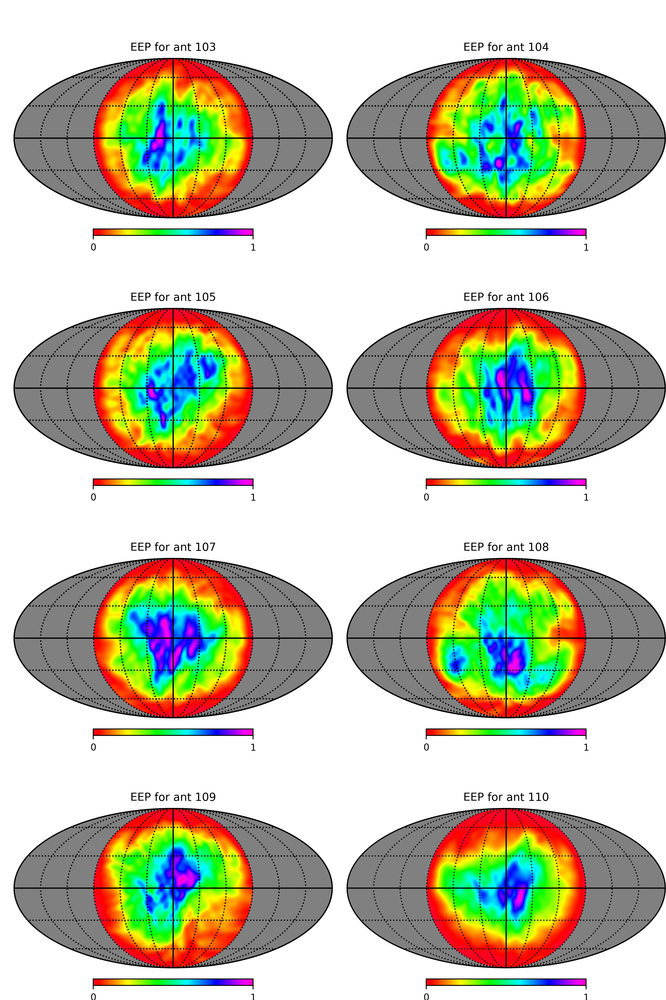 EEP for ant 103
EEP for ant 104
0 1
0 1
EEP for ant 105
EEP for ant 106
0 1
0 1
EEP for ant 107
EEP for ant 108
0 1
0 1
EEP for ant 109
EEP for ant 110
0 1
0 1